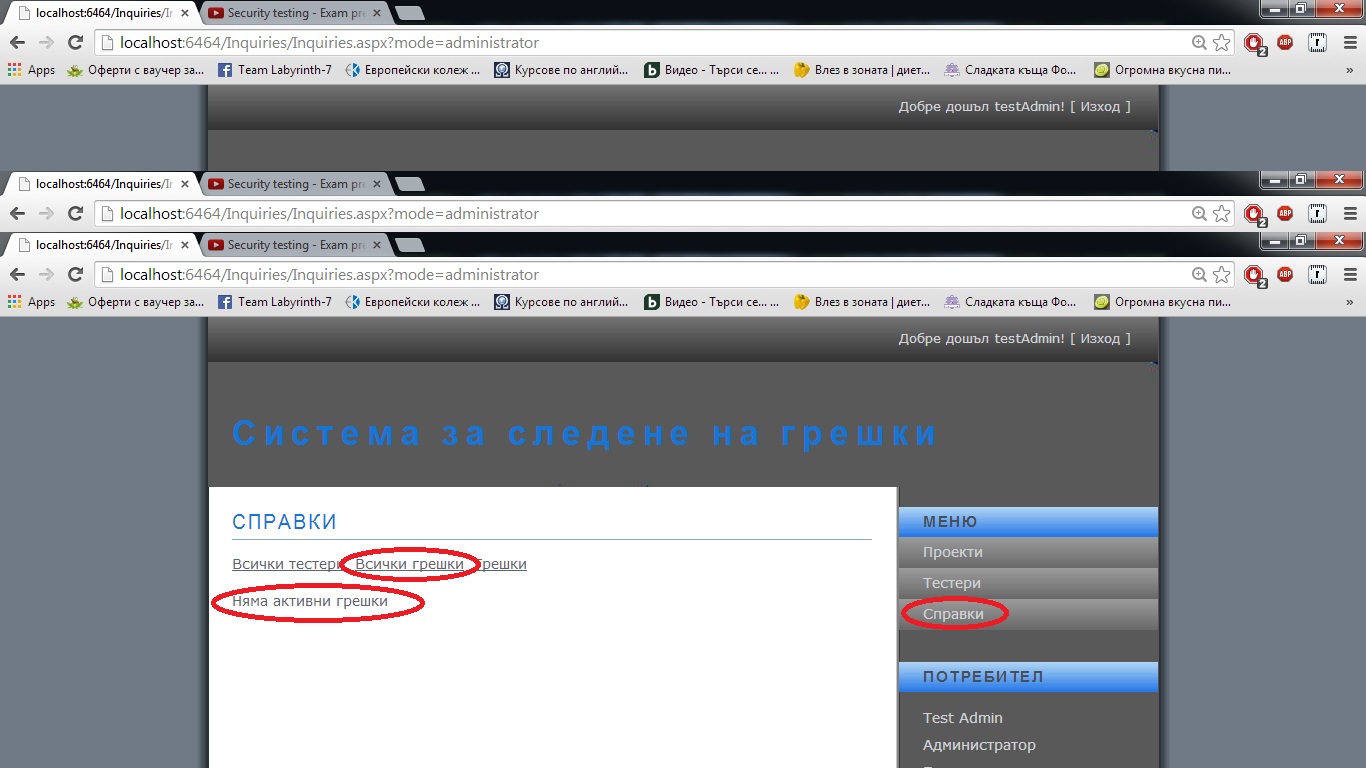 localhost:6464/Inquiries/In Security testing - Exam pre
localhost:6464/Inquiries/Inquiries.aspx?mode=administrator 2 ABP
Apps Оферти с ваучер за... Team Labyrinth-7 Европейски колеж ... Курсове по англий... Видео - Търси се... ... Влез в зоната | диет... Сладката къща Фо... Огромна вкусна пи... »
Добре дошъл testAdmin! [ Изход ]
localhost:6464/Inquiries/In Security testing - Exam pre
localhost:6464/Inquiries/Inquiries.aspx?mode=administrator 2 ABP
localhost:6464/Inquiries/In Security testing - Exam pre
localhost:6464/Inquiries/Inquiries.aspx?mode=administrator 2 ABP
Apps Оферти с ваучер за... Team Labyrinth-7 Европейски колеж ... Курсове по англий... Видео - Търси се... ... Влез в зоната | диет... Сладката къща Фо... Огромна вкусна пи... »
Добре дошъл testAdmin! [ Изход ]
Система за следене на грешки
СПРАВКИ
Всички тестери Всички грешки Грешки
Няма активни грешки
МЕНЮ
Проекти
Тестери
Справки
ПОТРЕБИТЕЛ
Test Admin
Администратор